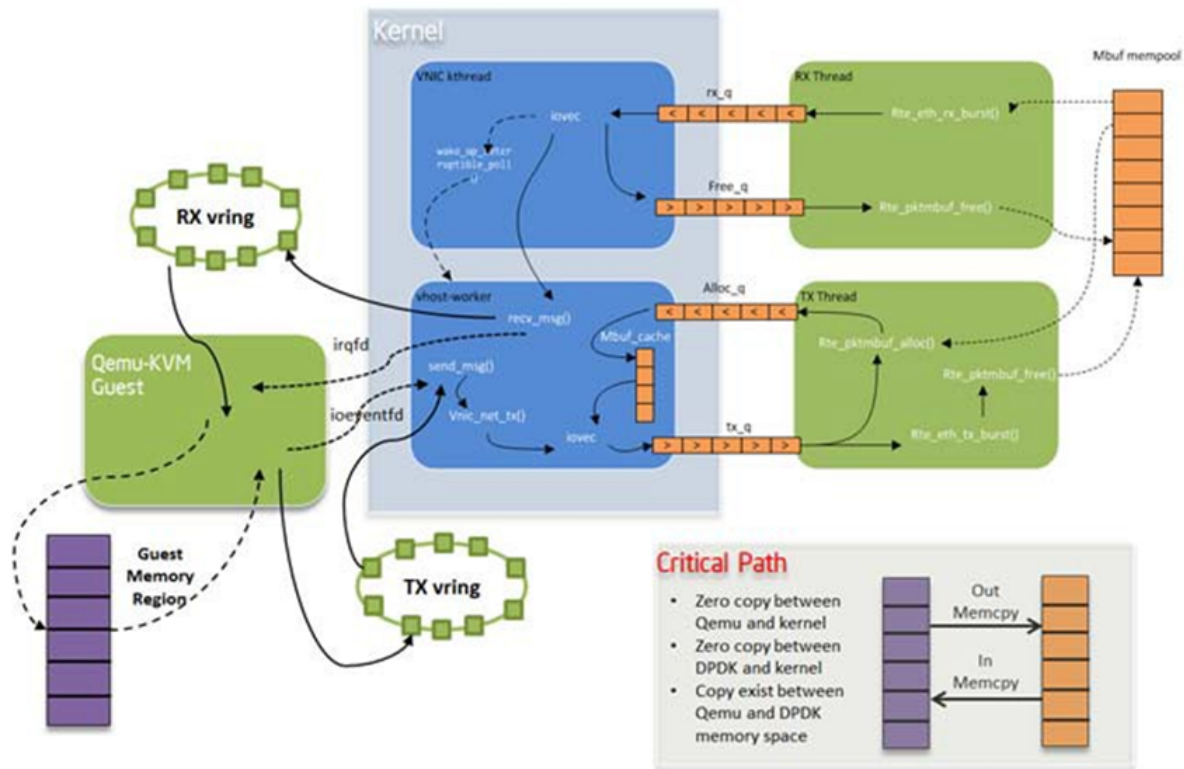 Kernel
VNIC kthread
iovec
wake_up_inter
ruptible_poll
()
rx_q
< < < < <
Free_q
> > > > >
RX Thread
Rte_eth_rx_burst()
Rte_pktmbuf_free()
Mbuf mempool
RX vring
vhost-worker
recv_msg()
send_msg()
Vnic_net_tx()
iovec
Mbuf_cache
Alloc_q
< < < < <
tx_q
> > > > >
TX Thread
Rte_pktmbuf_alloc()
Rte_pktmbuf_free()
Rte_eth_tx_burst()
Qemu-KVM
Guest
irqfd
ioeventfd
Guest
Memory
Region
TX vring
Critical Path
• Zero copy between
Qemu and kernel
• Zero copy between
DPDK and kernel
• Copy exist between
Qemu and DPDK
memory space
Out
Memcpy
In
Memcpy